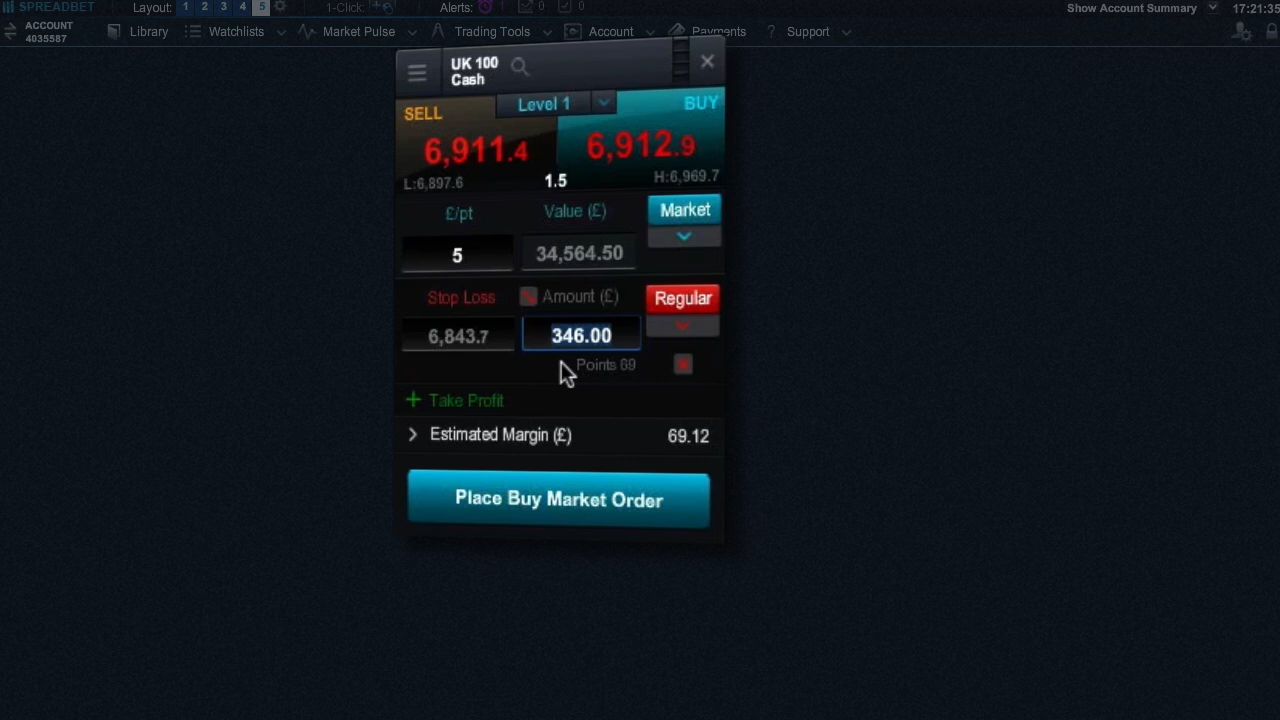 SPREADBET Layout: 1 2 3 4 5 1-Click: Alerts: 1 0 0 Show Account Summary 17:21:35
ACCOUNT
4035587
Library Watchlists Market Pulse Trading Tools Account Payments ? Support
UK 100
Cash
SELL Level 1 BUY
6,911.4 6,912.9
L:6,897.6 1.5 H:6,969.7
£/pt Value (£) Market
5 34,564.50
Stop Loss Amount (£) Regular
6,843.7 346.00
Points 69
+ Take Profit
Estimated Margin (£) 69.12
Place Buy Market Order